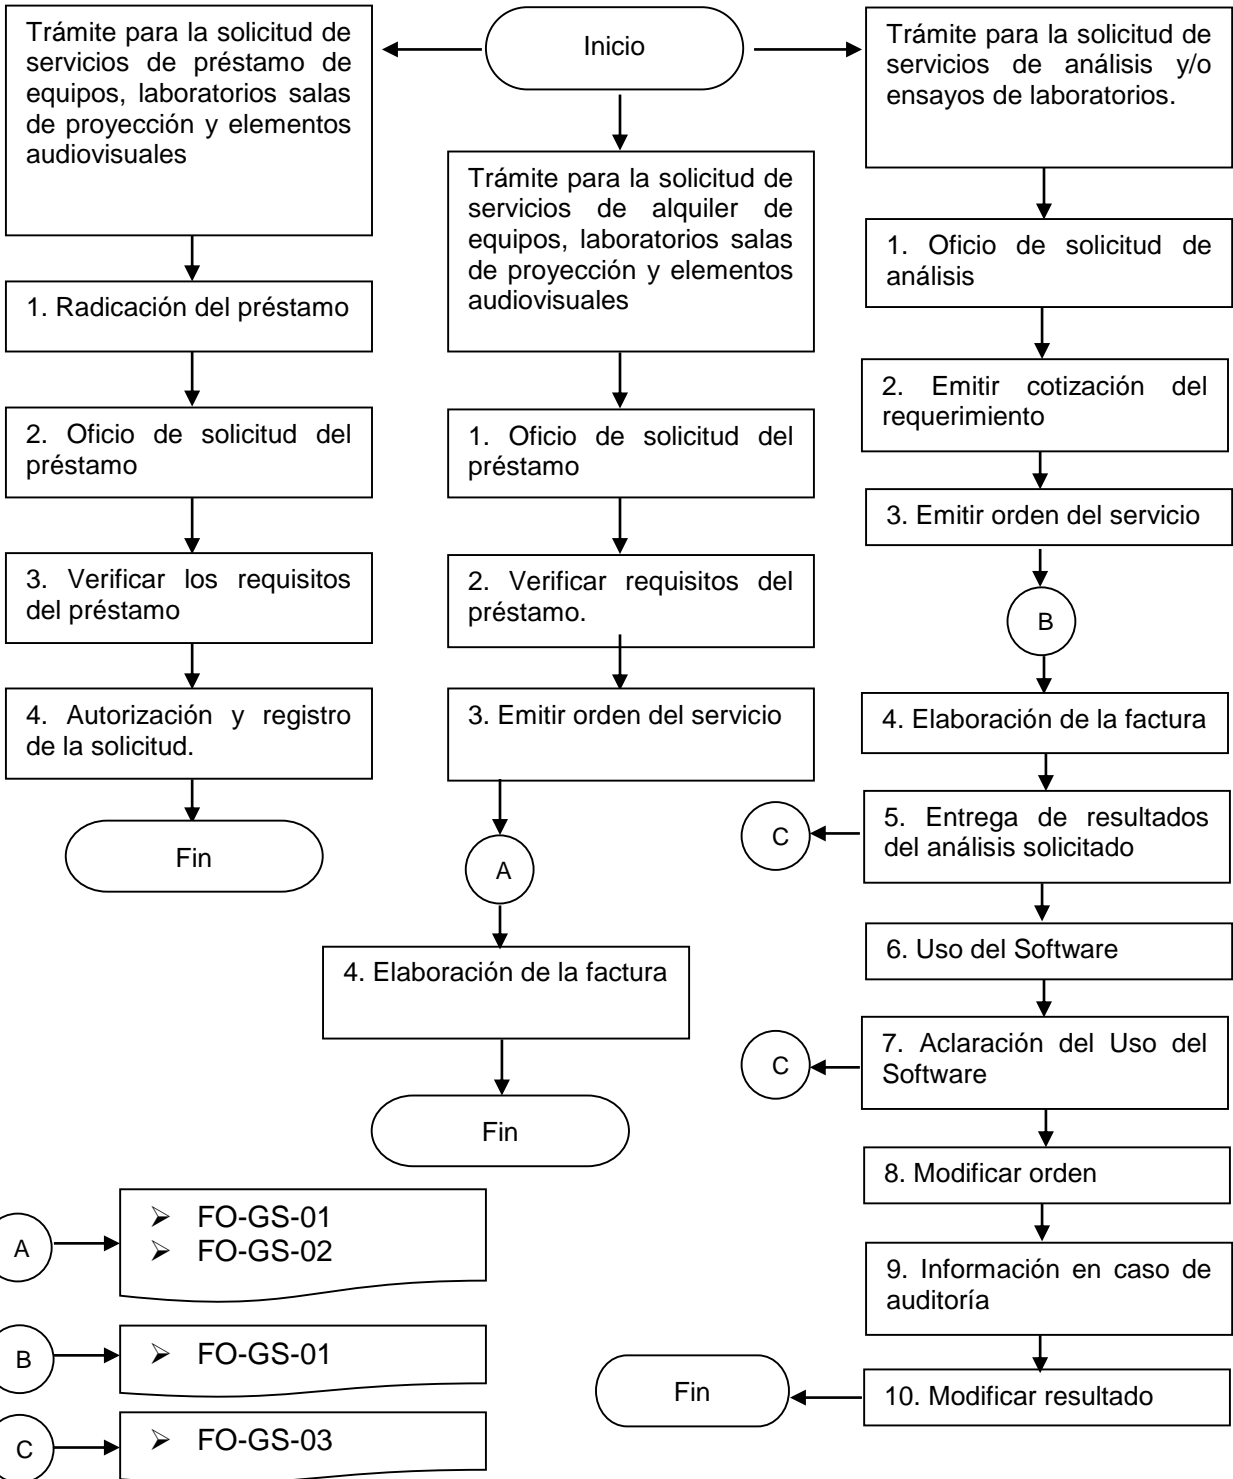 Inicio
Trámite para la solicitud de
servicios de préstamo de
equipos, laboratorios salas
de proyección y elementos
audiovisuales
1. Radicación del préstamo
2. Oficio de solicitud del
préstamo
3. Verificar los requisitos
del préstamo
4. Autorización y registro
de la solicitud.
Fin
Trámite para la solicitud de
servicios de alquiler de
equipos, laboratorios salas
de proyección y elementos
audiovisuales
1. Oficio de solicitud del
préstamo
2. Verificar requisitos del
préstamo.
3. Emitir orden del servicio
A
4. Elaboración de la factura
Fin
Trámite para la solicitud de
servicios de análisis y/o
ensayos de laboratorios.
1. Oficio de solicitud de
análisis
2. Emitir cotización del
requerimiento
3. Emitir orden del servicio
B
4. Elaboración de la factura
5. Entrega de resultados
del análisis solicitado
C
6. Uso del Software
7. Aclaración del Uso del
Software
C
8. Modificar orden
9. Información en caso de
auditoría
10. Modificar resultado
Fin
A
➢ FO-GS-01
➢ FO-GS-02
B
➢ FO-GS-01
C
➢ FO-GS-03